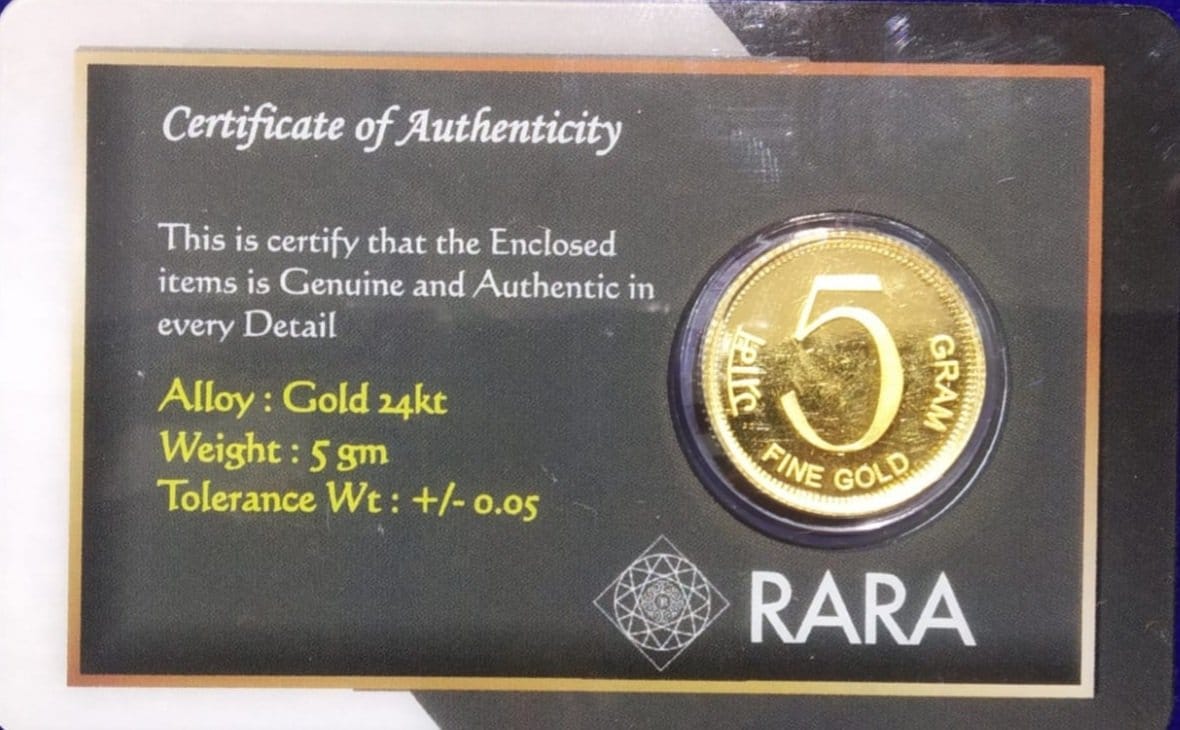 Certificate of Authenticity
This is certify that the Enclosed
items is Genuine and Authentic in
every Detail
Alloy : Gold 24kt
Weight : 5 gm
Tolerance Wt : +/- 0.05
5
ग्राम
GRAM
FINE GOLD
RARA